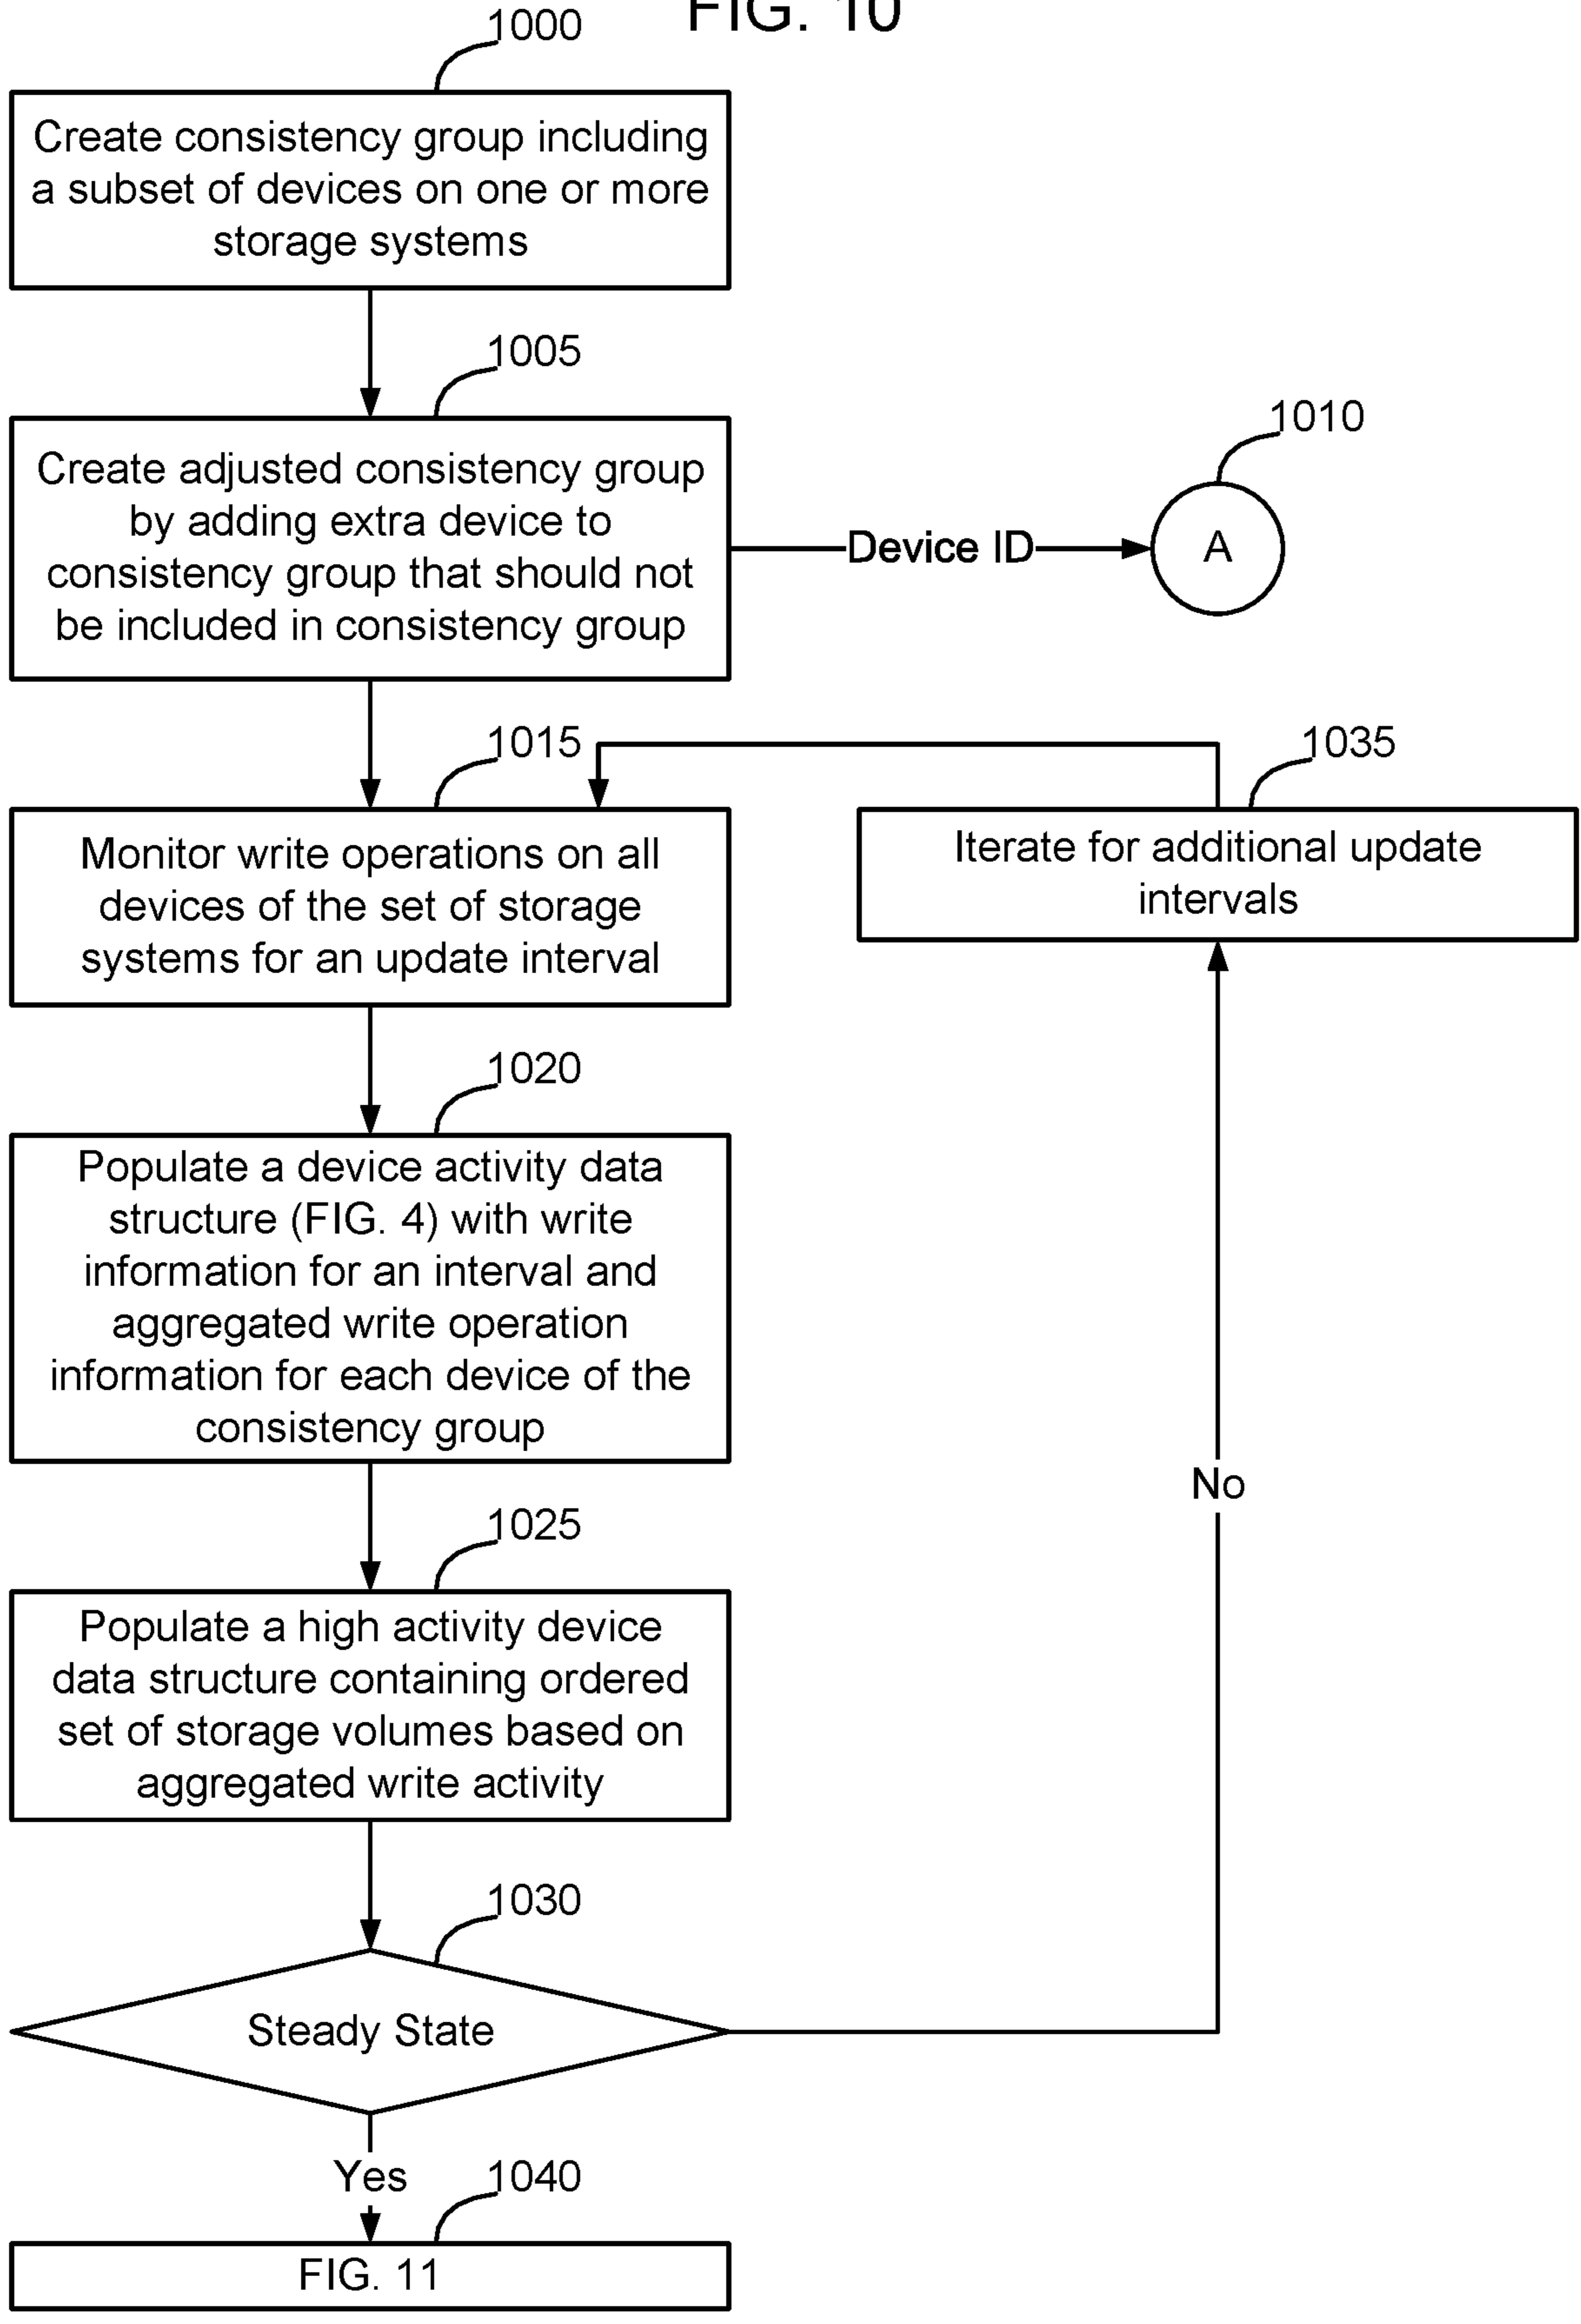 FIG. 10
1000
Create consistency group including
a subset of devices on one or more
storage systems
1005
Create adjusted consistency group
by adding extra device to
consistency group that should not
be included in consistency group
Device ID
1010
A
1015
Monitor write operations on all
devices of the set of storage
systems for an update interval
1035
Iterate for additional update
intervals
1020
Populate a device activity data
structure (FIG. 4) with write
information for an interval and
aggregated write operation
information for each device of the
consistency group
No
1025
Populate a high activity device
data structure containing ordered
set of storage volumes based on
aggregated write activity
1030
Steady State
Yes
1040
FIG. 11